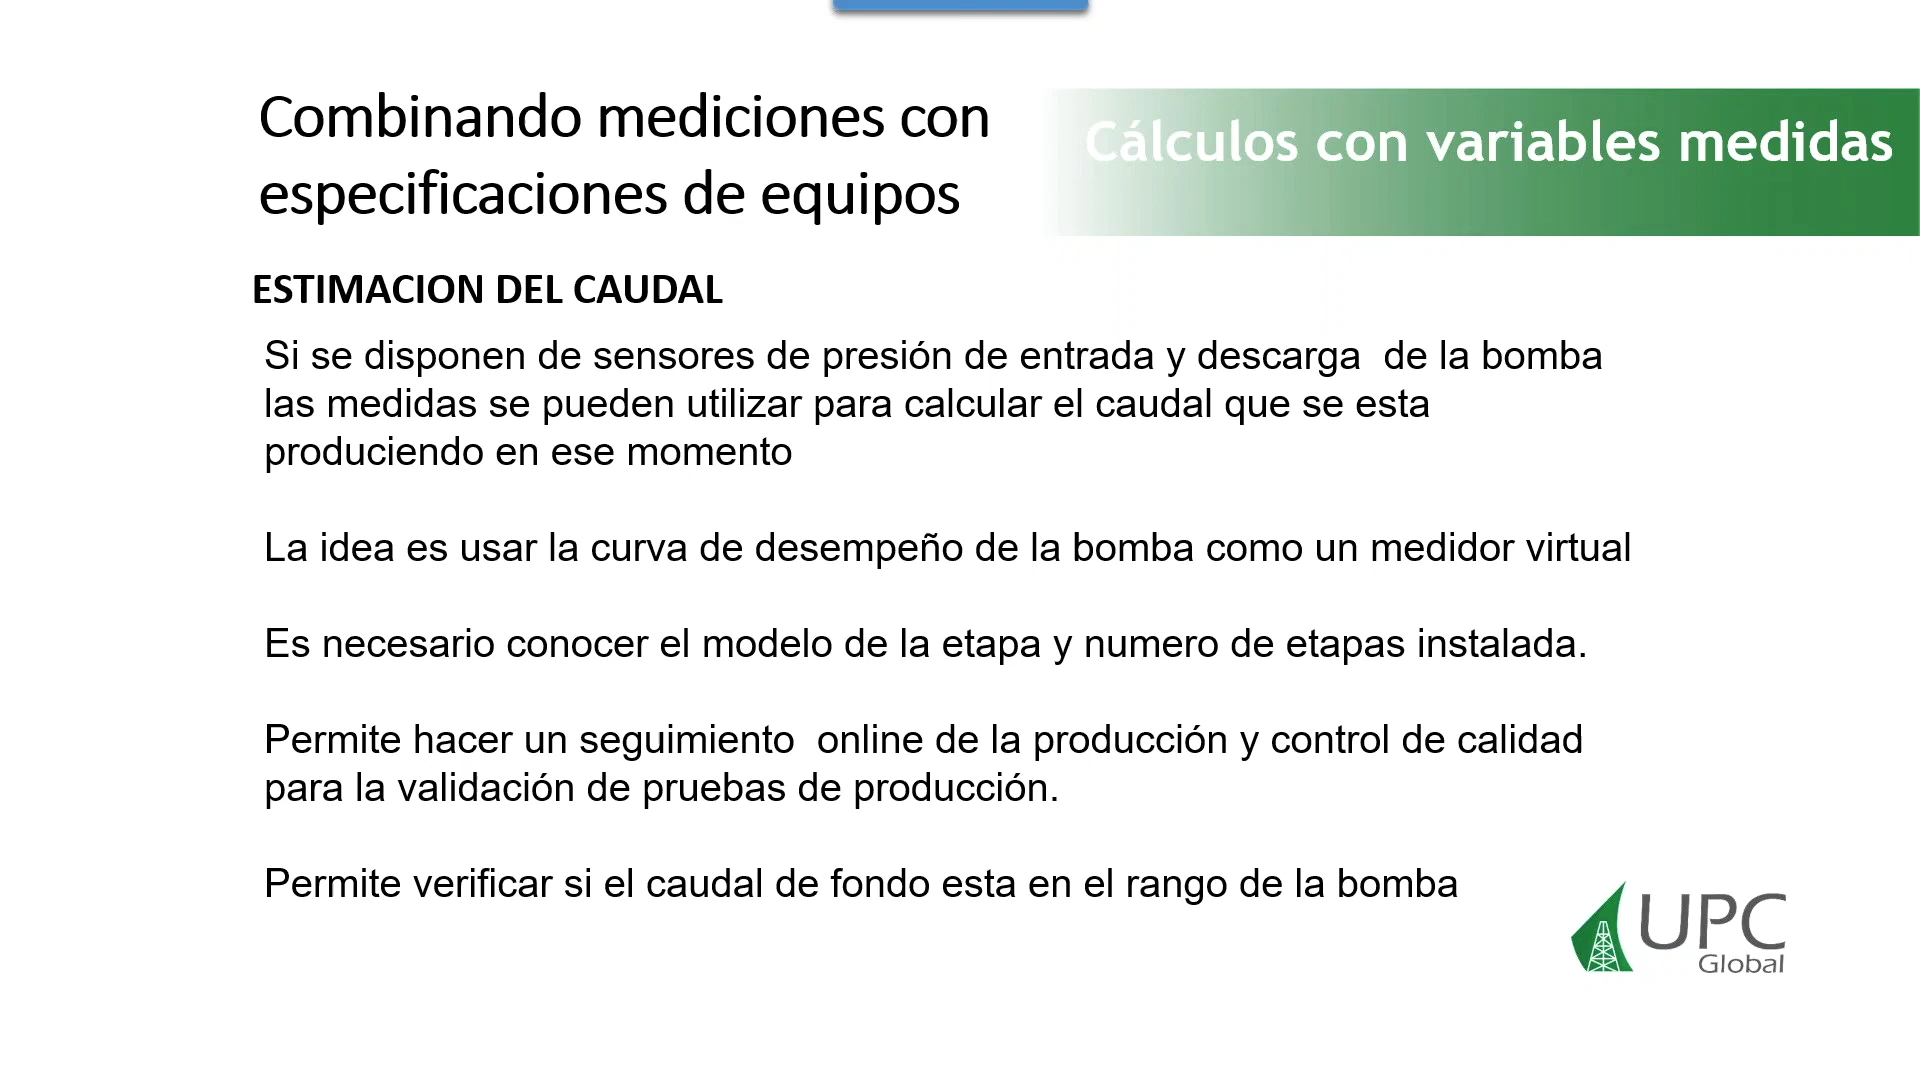 Combinando mediciones con
especificaciones de equipos
Cálculos con variables medidas
ESTIMACION DEL CAUDAL
Si se disponen de sensores de presión de entrada y descarga  de la bomba
las medidas se pueden utilizar para calcular el caudal que se esta
produciendo en ese momento
La idea es usar la curva de desempeño de la bomba como un medidor virtual
Es necesario conocer el modelo de la etapa y numero de etapas instalada.
Permite hacer un seguimiento  online de la producción y control de calidad
para la validación de pruebas de producción.
Permite verificar si el caudal de fondo esta en el rango de la bomba
UPC
Global